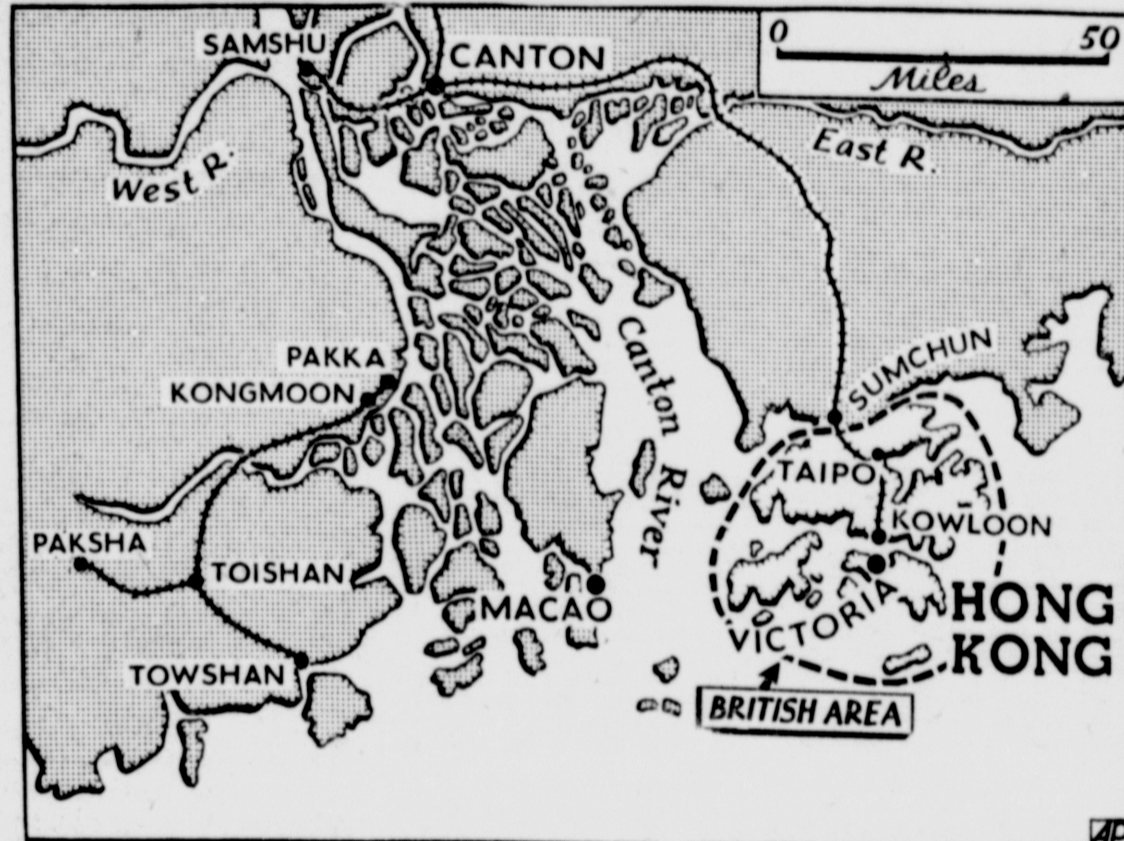 0 50
Miles
SAMSHU
CANTON
West R.
East R.
Canton River
PAKKA
KONGMOON
SUMCHUN
TAIPO
KOWLOON
PAKSHA
TOISHAN
MACAO
VICTORIA
HONG
KONG
TOWSHAN
BRITISH AREA
AP